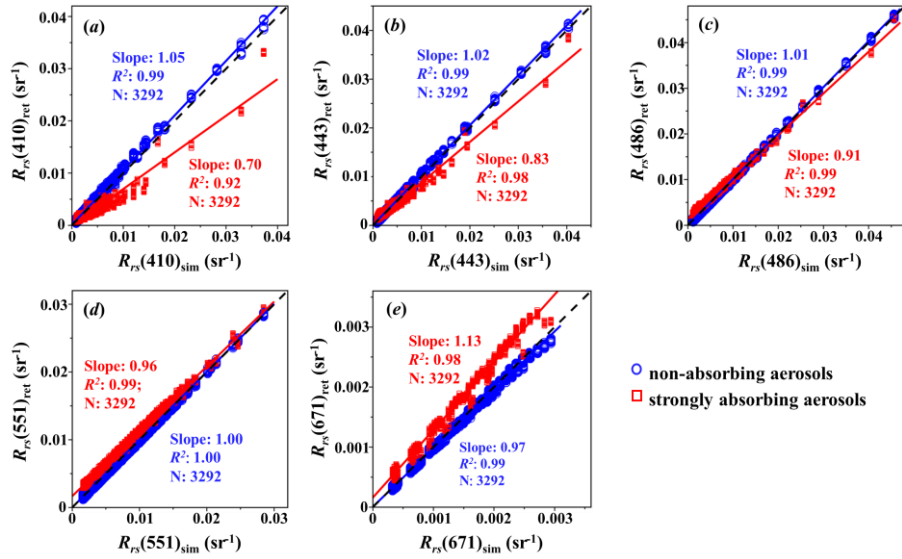 (a)
Slope: 1.05
R²: 0.99
N: 3292
Slope: 0.70
R²: 0.92
N: 3292
0.04
0.03
0.02
0.01
0
0 0.01 0.02 0.03 0.04
Rrs(410)ret (sr⁻¹)
Rrs(410)sim (sr⁻¹)
(b)
Slope: 1.02
R²: 0.99
N: 3292
Slope: 0.83
R²: 0.98
N: 3292
0.04
0.03
0.02
0.01
0
0 0.01 0.02 0.03 0.04
Rrs(443)ret (sr⁻¹)
Rrs(443)sim (sr⁻¹)
(c)
Slope: 1.01
R²: 0.99
N: 3292
Slope: 0.91
R²: 0.99
N: 3292
0.04
0.03
0.02
0.01
0
0 0.01 0.02 0.03 0.04
Rrs(486)ret (sr⁻¹)
Rrs(486)sim (sr⁻¹)
(d)
Slope: 0.96
R²: 0.99;
N: 3292
Slope: 1.00
R²: 1.00
N: 3292
0.03
0.02
0.01
0
0 0.01 0.02 0.03
Rrs(551)ret (sr⁻¹)
Rrs(551)sim (sr⁻¹)
(e)
Slope: 1.13
R²: 0.98
N: 3292
Slope: 0.97
R²: 0.99
N: 3292
0.003
0.002
0.001
0
0 0.001 0.002 0.003
Rrs(671)ret (sr⁻¹)
Rrs(671)sim (sr⁻¹)
non-absorbing aerosols
strongly absorbing aerosols